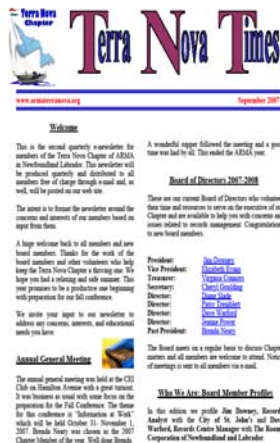 Terra Nova
Chapter
Terra Nova Times
www.armaterranova.org
September 2007
Welcome
This is the second quarterly e-newsletter for
members of the Terra Nova Chapter of ARMA
in Newfoundland and Labrador. This newsletter will
be produced quarterly and distributed to all
members free of charge through e-mail and, as
well, will be posted on our web site.
The intent is to format the newsletter around the
concerns and interests of our members based on
input from them.
A huge welcome back to all members and new
board members. Thanks for the work of the
board members and other volunteers who help
keep the Terra Nova Chapter a thriving one. We
hope you had a relaxing and safe summer. This
year promises to be a productive one beginning
with preparation for our fall conference.
We invite your input to our newsletter to
address any concerns, interests, and educational
needs you have.
Annual General Meeting
The annual general meeting was held at the CEI
Club on Hamilton Avenue with a great turnout.
It was business as usual with some focus on the
preparation for the Fall Conference. The theme
for this conference is "Information at Work"
which will be held October 31- November 1,
2007. Brenda Neary was chosen as the 2007
Chapter Member of the year. Well done Brenda.
A wonderful supper followed the meeting and a good
time was had by all. This ended the ARMA year.
Board of Directors 2007-2008
These are our current Board of Directors who volunteer
their time and resources to serve on the executive of our
Chapter and are available to help you with concerns and
issues related to records management. Congratulations
to new board members.
President: Jim Downey
Vice President: Elizabeth Evans
Treasurer: Virginia Connors
Secretary: Cheryl Goulding
Director: Diane Slade
Director: Pierre Tremblett
Director: Dave Warford
Director: Power
Past President: Brenda Neary
The Board meets on a regular basis to discuss Chapter
matters and all members are welcome to attend. Notice
of meetings is sent to all members via e-mail.
Who We Are: Board Member Profiles
In this edition we profile Jim Downey, Records
Analyst with the City of St. John's and Dave
Warford, Records Centre Manager with The Rooms
Corporation of Newfoundland and Labrador.